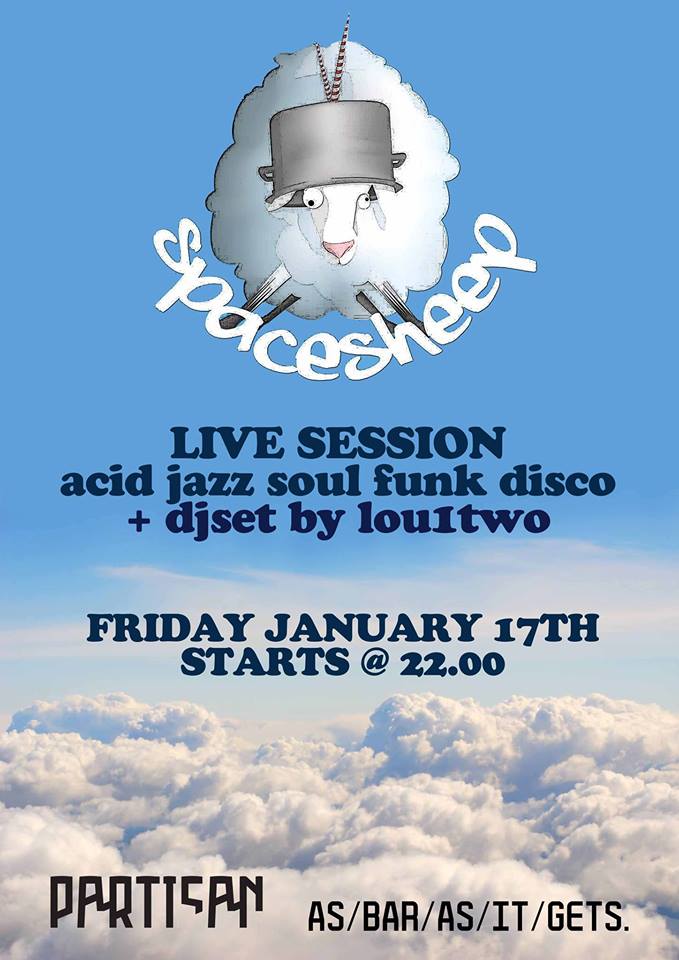 spacesheep
LIVE SESSION
acid jazz soul funk disco
+ djset by lou1two
FRIDAY JANUARY 17TH
STARTS @ 22.00
PARTISAN
AS/BAR/AS/IT/GETS.